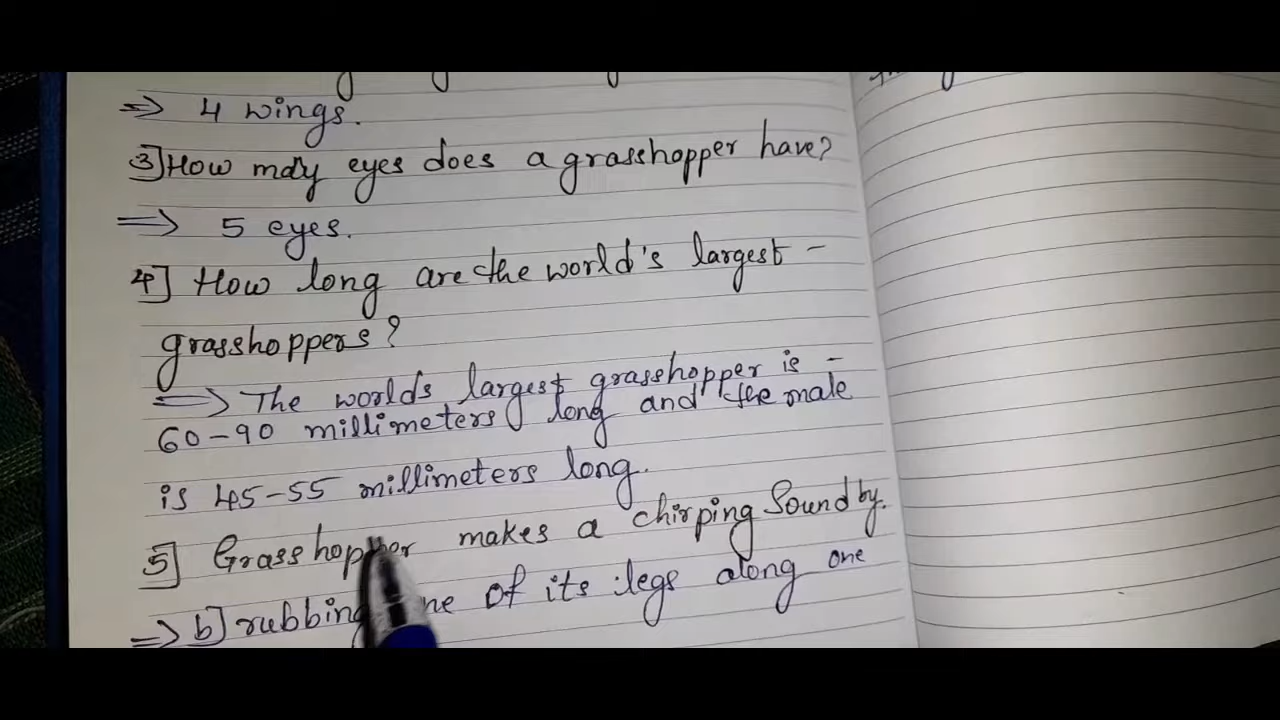 ⇒ 4 wings.
3] How many eyes does a grasshopper have?
⇒ 5 eyes.
4] How long are the world's largest -
grasshoppers?
⇒ The worlds largest grasshopper is -
60-90 millimeters long and the male
is 45-55 millimeters long.
5] Grasshopper makes a chirping Sound by.
⇒ b] rubbing one of its legs along one